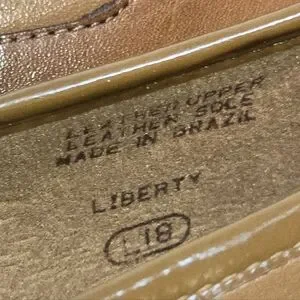 LEATHER UPPER
LEATHER SOLE
MADE IN BRAZIL
LIBERTY
L18